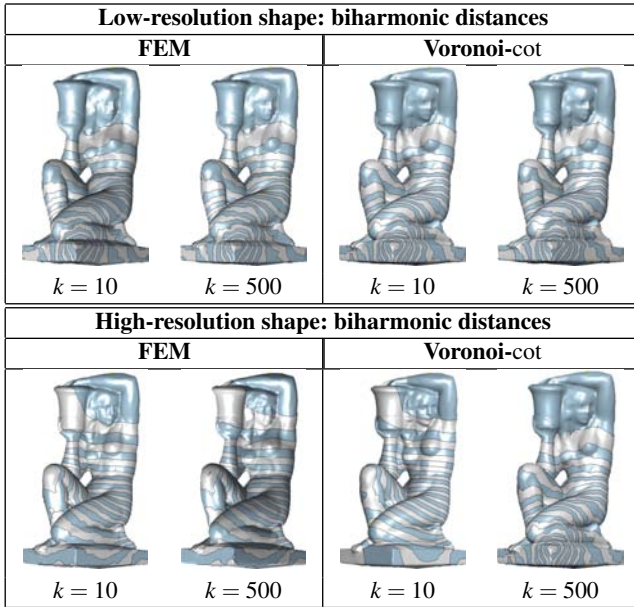 Low-resolution shape: biharmonic distances
FEM Voronoi-cot
k = 10 k = 500 k = 10 k = 500
High-resolution shape: biharmonic distances
FEM Voronoi-cot
k = 10 k = 500 k = 10 k = 500